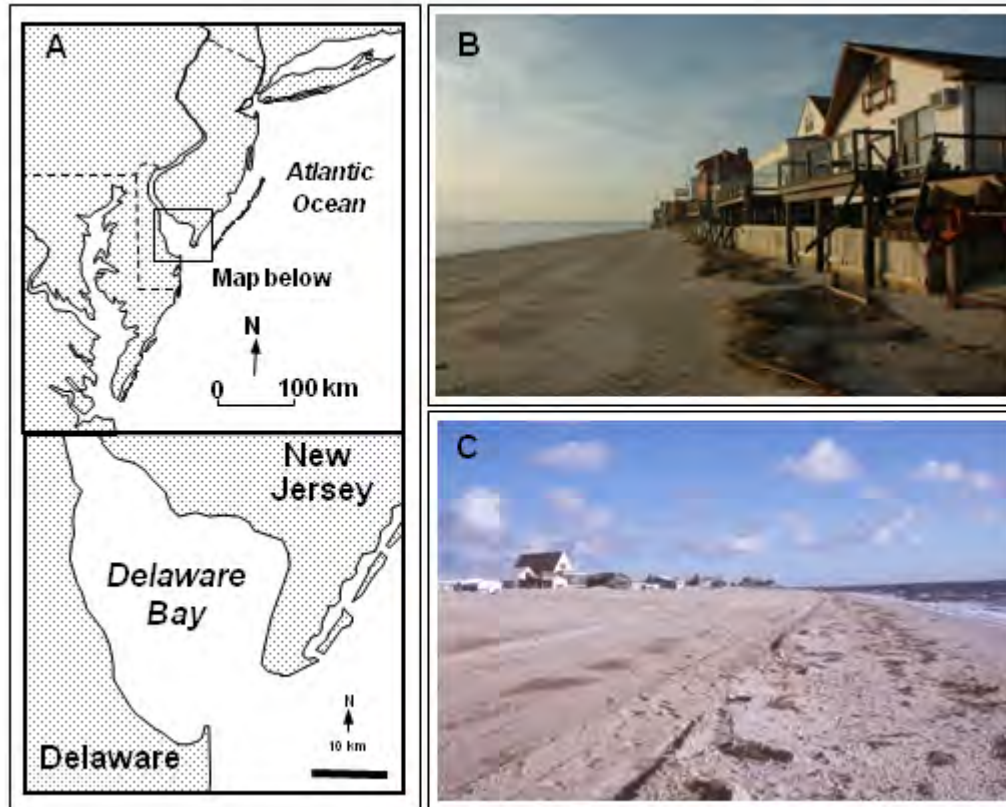 A
Atlantic
Ocean
Map below
N
0 100 km
New
Jersey
Delaware
Bay
N
10 km
Delaware
B
C